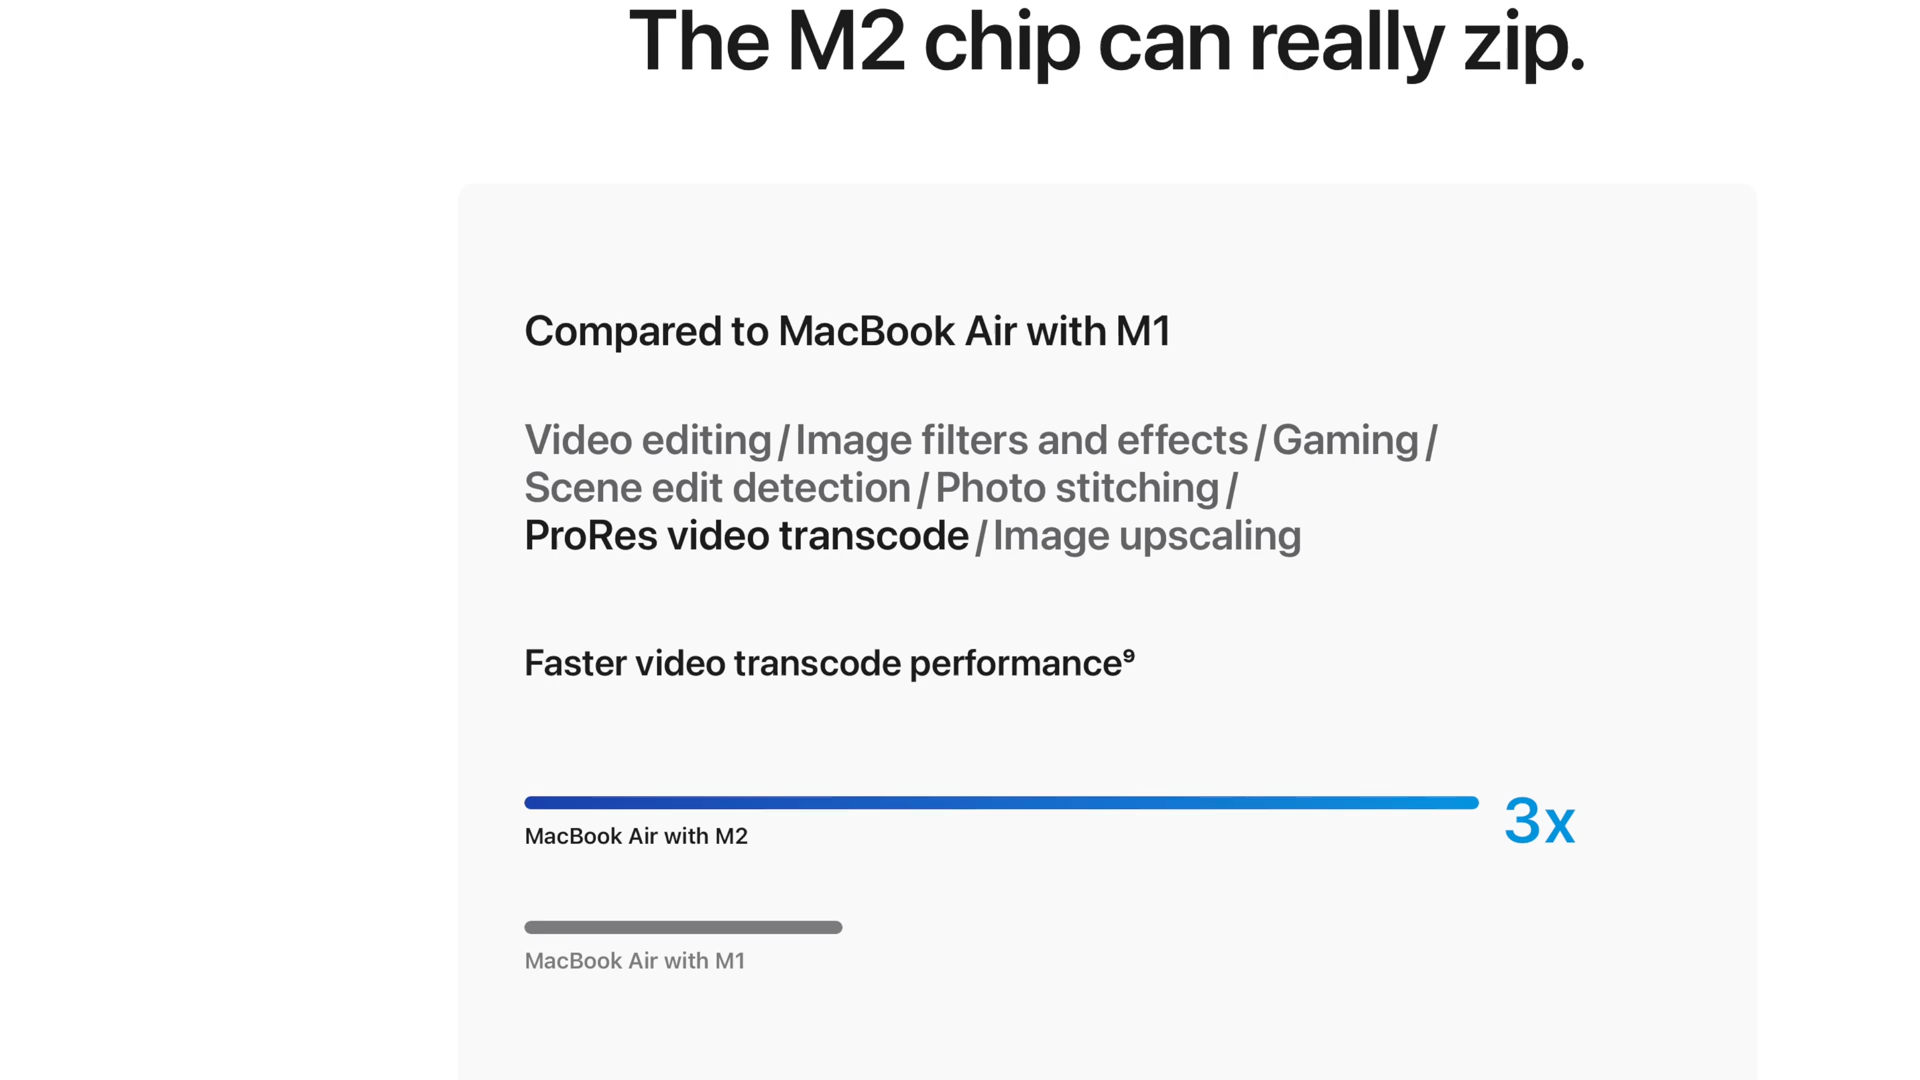 The M2 chip can really zip.
Compared to MacBook Air with M1
Video editing / Image filters and effects / Gaming /
Scene edit detection / Photo stitching /
ProRes video transcode / Image upscaling
Faster video transcode performance⁹
3x
MacBook Air with M2
MacBook Air with M1